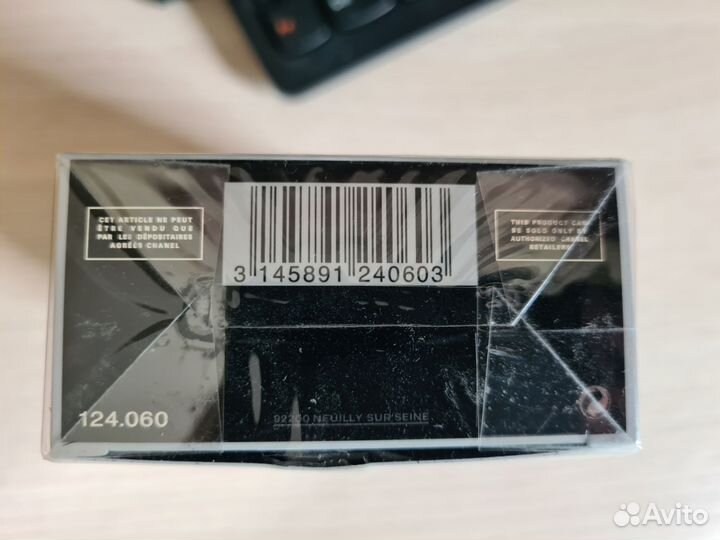 CET ARTICLE NE PEUT
ÊTRE VENDU QUE
PAR LES DÉPOSITAIRES
AGRÉÉS CHANEL
THIS PRODUCT CAN
BE SOLD ONLY BY
AUTHORIZED CHANEL
RETAILERS
3 145891 240603
124.060
92200 NEUILLY SUR SEINE
Avito